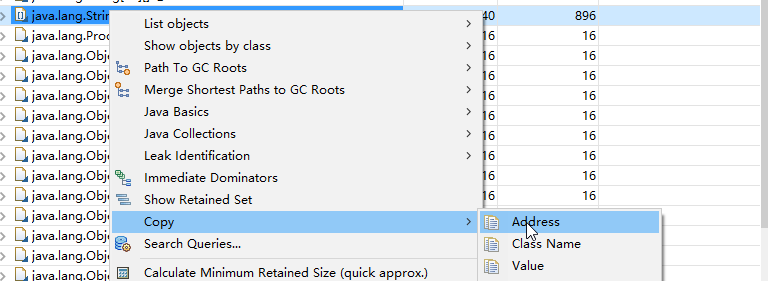 java.lang.Strin 40 896
List objects
java.lang.Proc 16 16
Show objects by class
java.lang.Obje 16 16
Path To GC Roots
java.lang.Obje 16 16
Merge Shortest Paths to GC Roots
java.lang.Obje 16 16
Java Basics
java.lang.Obje 16 16
Java Collections
java.lang.Obje 16 16
Leak Identification
java.lang.Obje 16 16
Immediate Dominators
java.lang.Obje 16 16
Show Retained Set
java.lang.Obje 16 16
Copy
java.lang.Obje
Address
Search Queries...
java.lang.Obje
Class Name
java.lang.Obje
Value
Calculate Minimum Retained Size (quick approx.)
java.lang.Obje